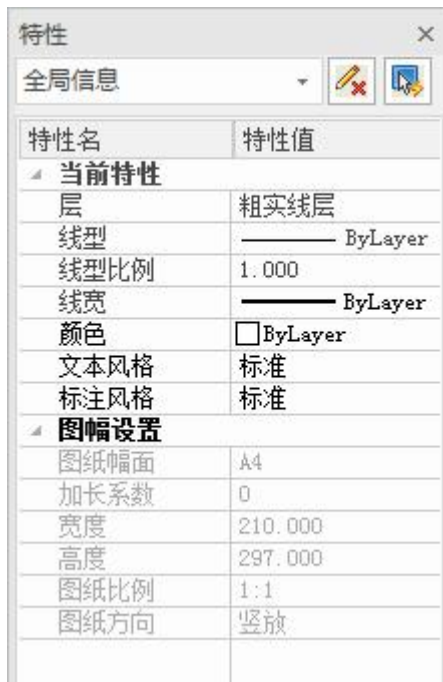 特性
全局信息
特性名 特性值
当前特性
层 粗实线层
线型 ByLayer
线型比例 1.000
线宽 ByLayer
颜色 ByLayer
文本风格 标准
标注风格 标准
图幅设置
图纸幅面 A4
加长系数 0
宽度 210.000
高度 297.000
图纸比例 1:1
图纸方向 竖放